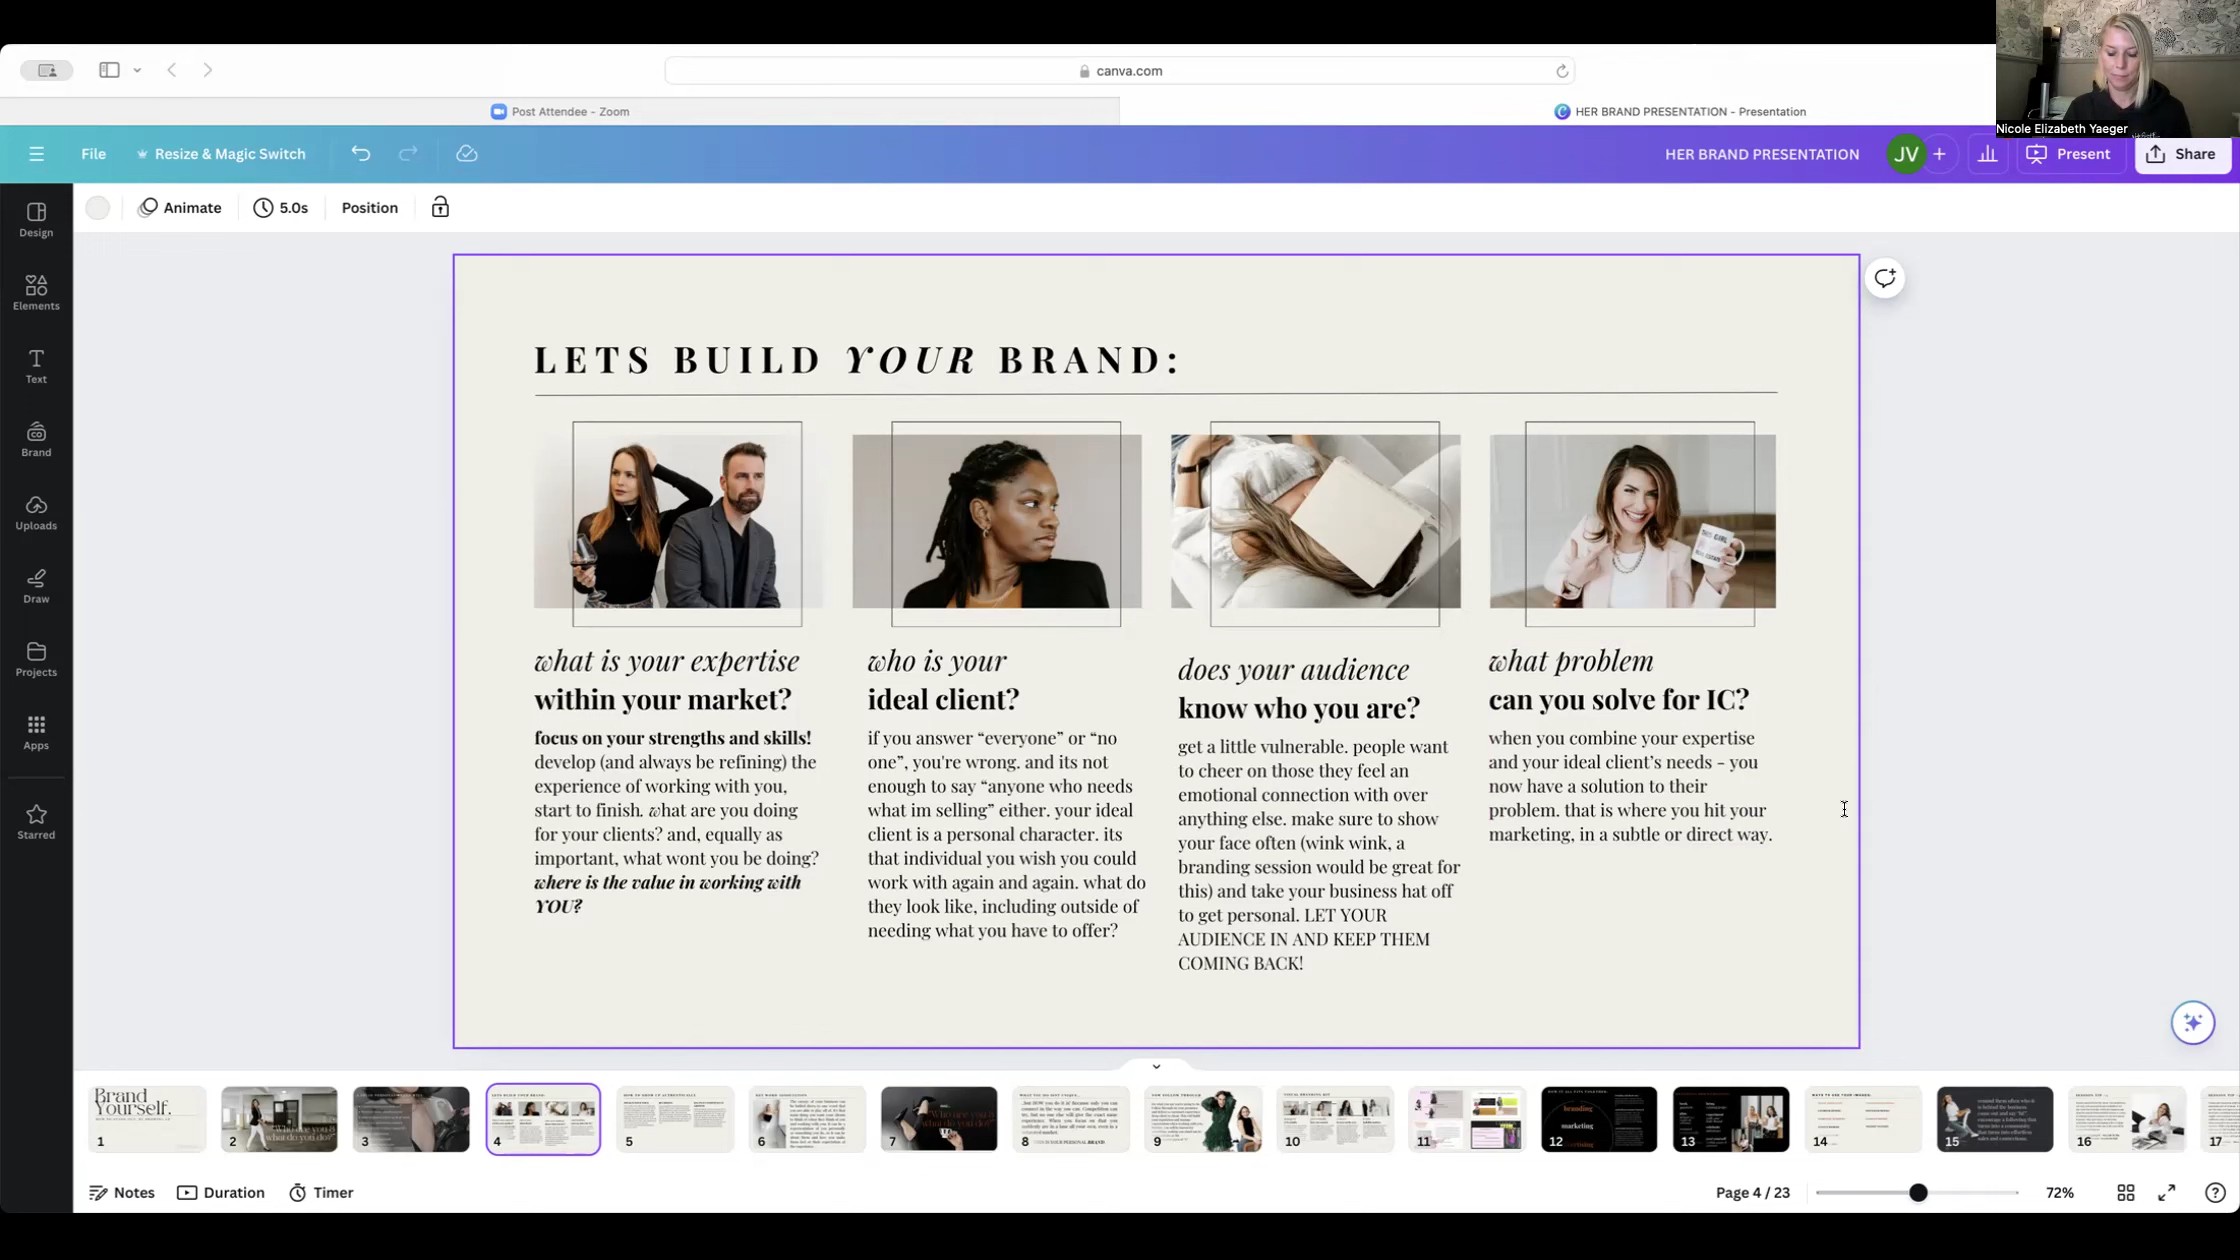 canva.com
Post Attendee - Zoom
HER BRAND PRESENTATION - Presentation
Nicole Elizabeth Yaeger
File
Resize & Magic Switch
HER BRAND PRESENTATION
JV
Present
Share
Animate
5.0s
Position
Design
Elements
Text
Brand
Uploads
Draw
Projects
Apps
Starred
LETS BUILD YOUR BRAND:
what is your expertise
within your market?
focus on your strengths and skills!
develop (and always be refining) the
experience of working with you,
start to finish. what are you doing
for your clients? and, equally as
important, what wont you be doing?
where is the value in working with
YOU?
who is your
ideal client?
if you answer “everyone” or “no
one”, you're wrong. and its not
enough to say “anyone who needs
what im selling” either. your ideal
client is a personal character. its
that individual you wish you could
work with again and again. what do
they look like, including outside of
needing what you have to offer?
does your audience
know who you are?
get a little vulnerable. people want
to cheer on those they feel an
emotional connection with over
anything else. make sure to show
your face often (wink wink, a
branding session would be great for
this) and take your business hat off
to get personal. LET YOUR
AUDIENCE IN AND KEEP THEM
COMING BACK!
THIS GIRL
what problem
can you solve for IC?
when you combine your expertise
and your ideal client’s needs - you
now have a solution to their
problem. that is where you hit your
marketing, in a subtle or direct way.
Brand
Yourself.
1
2
3
4
5
6
7
8
9
10
11
branding
marketing
12
13
14
15
16
17
Notes
Duration
Timer
Page 4 / 23
72%